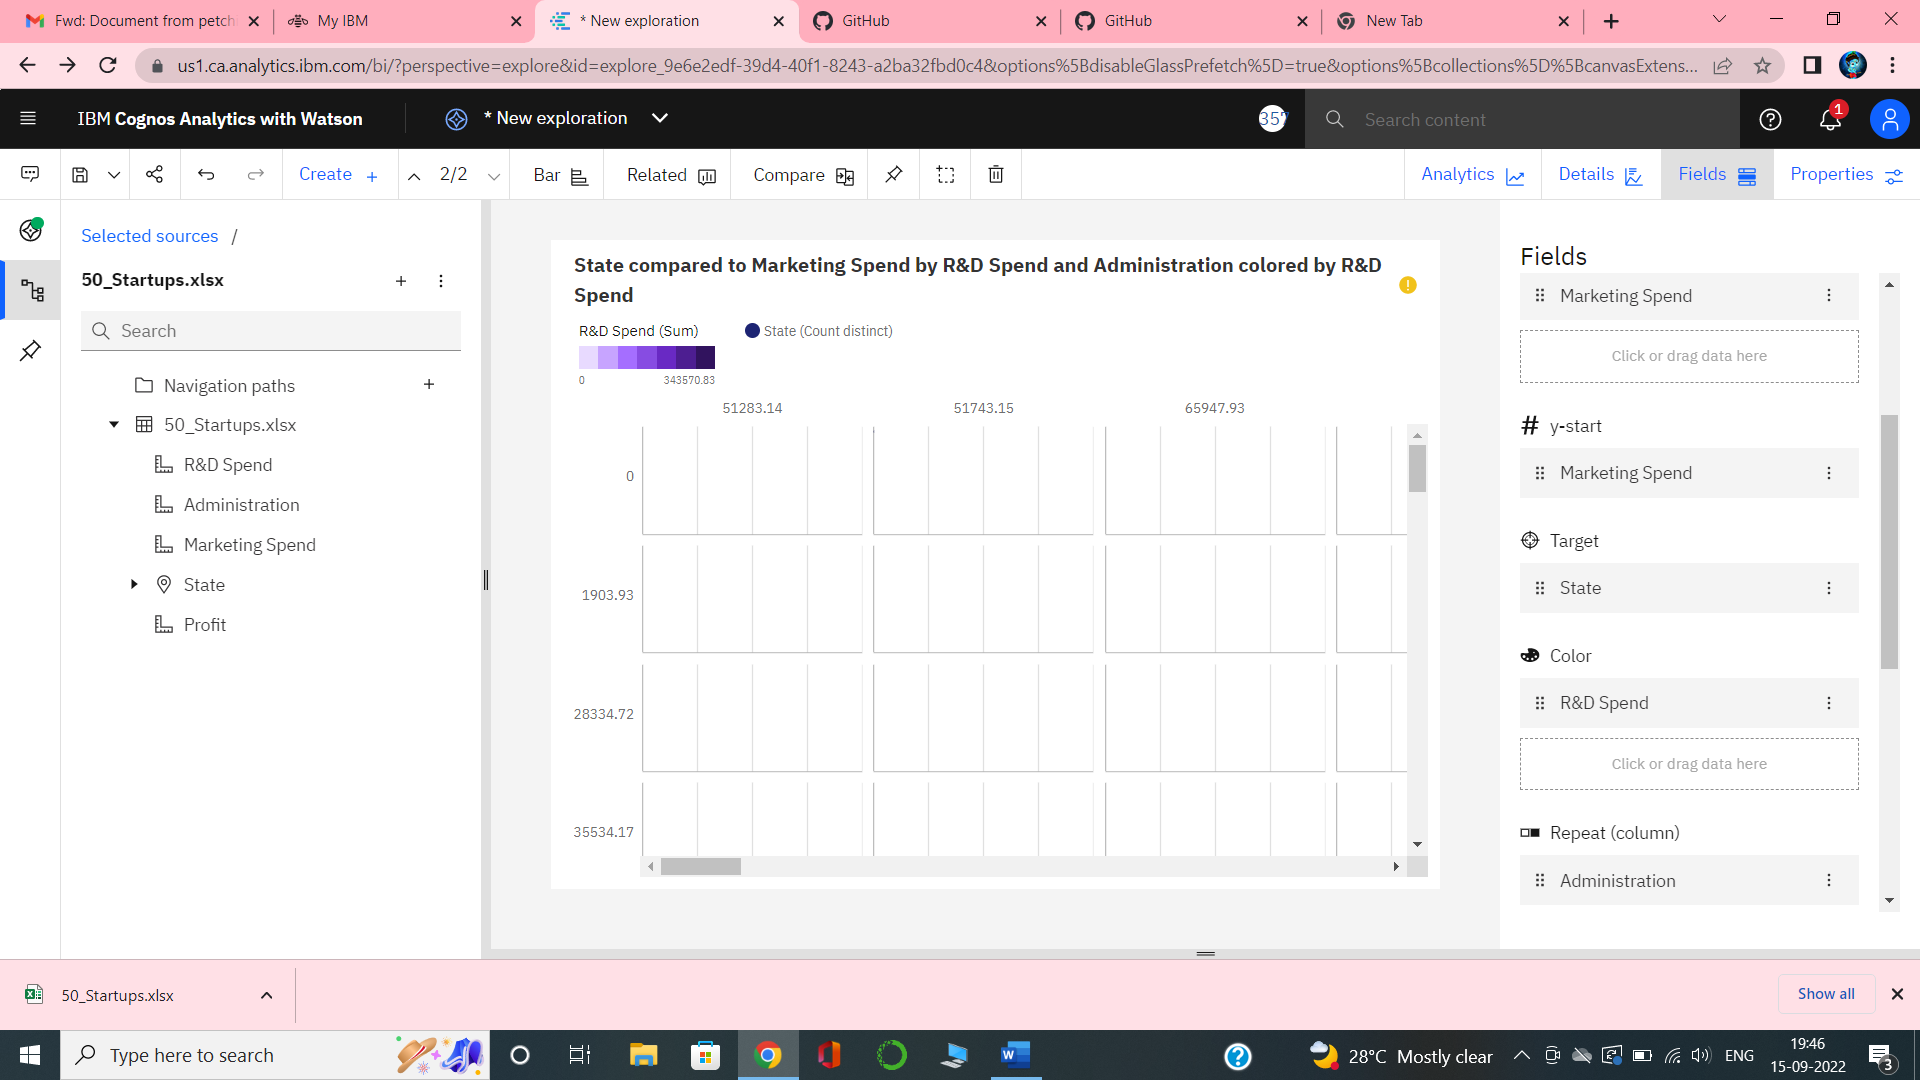 Fwd: Document from petch
My IBM
* New exploration
GitHub
GitHub
New Tab
us1.ca.analytics.ibm.com/bi/?perspective=explore&id=explore_9e6e2edf-39d4-40f1-8243-a2ba32fbd0c4&options%5BdisableGlassPrefetch%5D=true&options%5Bcollections%5D%5BcanvasExtens...
IBM Cognos Analytics with Watson
* New exploration
357
Search content
1
Create
2/2
Bar
Related
Compare
Analytics
Details
Fields
Properties
Selected sources /
50_Startups.xlsx
Search
Navigation paths
50_Startups.xlsx
R&D Spend
Administration
Marketing Spend
State
Profit
State compared to Marketing Spend by R&D Spend and Administration colored by R&D
Spend
R&D Spend (Sum)
State (Count distinct)
0
343570.83
51283.14
51743.15
65947.93
0
1903.93
28334.72
35534.17
Fields
Marketing Spend
Click or drag data here
# y-start
Marketing Spend
Target
State
Color
R&D Spend
Click or drag data here
Repeat (column)
Administration
50_Startups.xlsx
Show all
Type here to search
28°C Mostly clear
ENG
19:46
15-09-2022
3